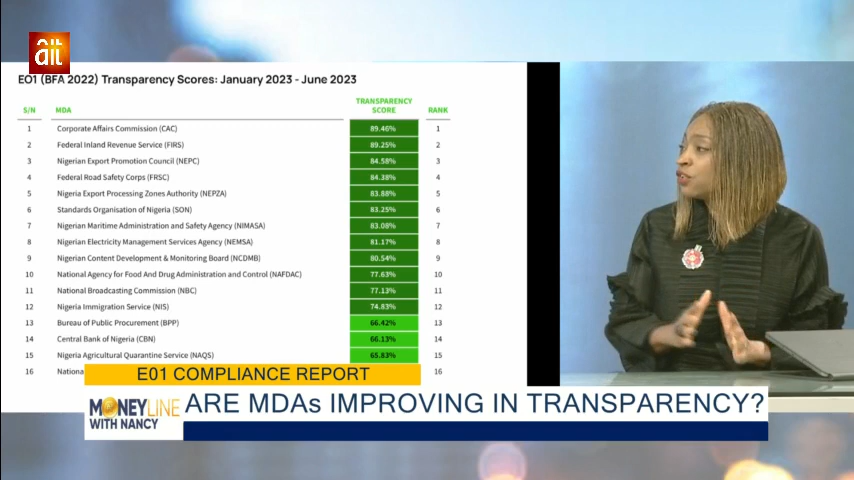 ait
EO1 (BFA 2022) Transparency Scores: January 2023 - June 2023
S/N MDA TRANSPARENCY SCORE RANK
1 Corporate Affairs Commission (CAC) 89.46% 1
2 Federal Inland Revenue Service (FIRS) 89.25% 2
3 Nigerian Export Promotion Council (NEPC) 84.58% 3
4 Federal Road Safety Corps (FRSC) 84.38% 4
5 Nigeria Export Processing Zones Authority (NEPZA) 83.88% 5
6 Standards Organisation of Nigeria (SON) 83.25% 6
7 Nigerian Maritime Administration and Safety Agency (NIMASA) 83.08% 7
8 Nigerian Electricity Management Services Agency (NEMSA) 81.17% 8
9 Nigerian Content Development & Monitoring Board (NCDMB) 80.54% 9
10 National Agency for Food And Drug Administration and Control (NAFDAC) 77.63% 10
11 National Broadcasting Commission (NBC) 77.13% 11
12 Nigeria Immigration Service (NIS) 74.83% 12
13 Bureau of Public Procurement (BPP) 66.42% 13
14 Central Bank of Nigeria (CBN) 66.13% 14
15 Nigeria Agricultural Quarantine Service (NAQS) 65.83% 15
16 Nationa 16
E01 COMPLIANCE REPORT
MONEYLINE WITH NANCY
ARE MDAs IMPROVING IN TRANSPARENCY?